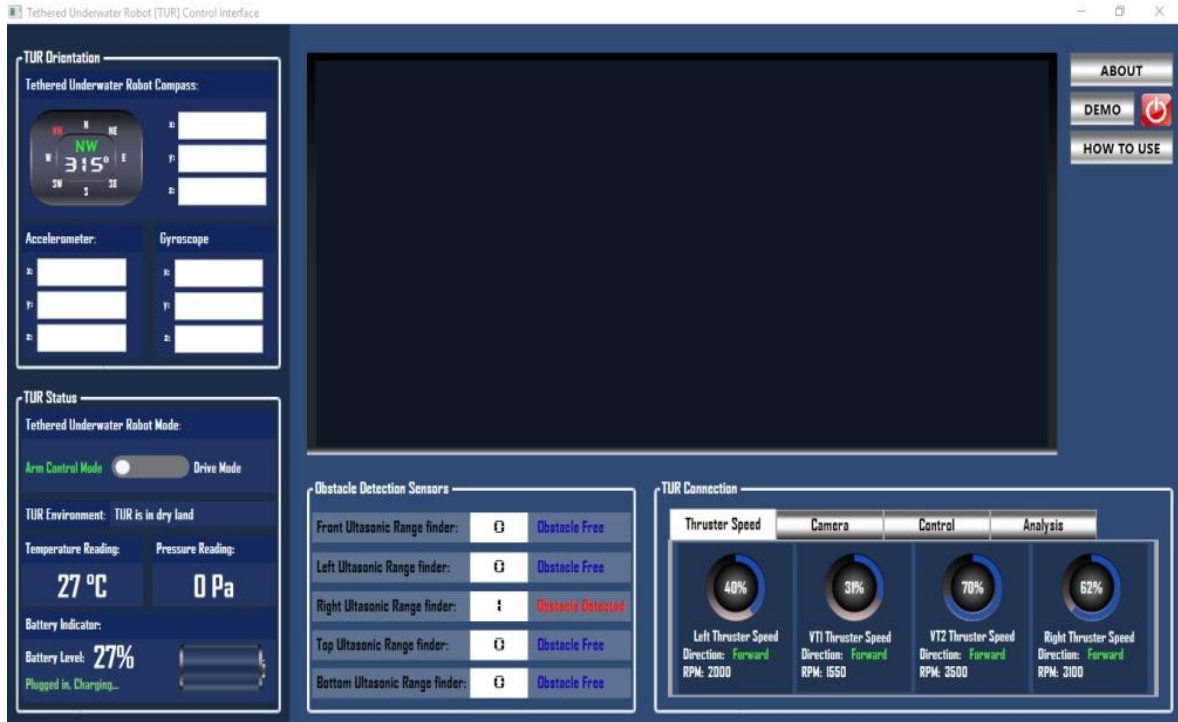 Tethered Underwater Robot [TUR] Control Interface
TUR Orientation
Tethered Underwater Robot Compass:
NW N NE
W NW E
315°
SW S SE
x:
y:
z:
Accelerometer:
x:
y:
z:
Gyroscope
x:
y:
z:
TUR Status
Tethered Underwater Robot Mode:
Arm Control Mode Drive Mode
TUR Environment: TUR is in dry land
Temperature Reading: Pressure Reading:
27 ºC 0 Pa
Battery Indicator:
Battery Level: 27%
Plugged in, Charging...
ABOUT
DEMO
HOW TO USE
Obstacle Detection Sensors
Front Ultasonic Range finder: 0 Obstacle Free
Left Ultasonic Range finder: 0 Obstacle Free
Right Ultasonic Range finder: 1 Obstacle Detected
Top Ultasonic Range finder: 0 Obstacle Free
Bottom Ultasonic Range finder: 0 Obstacle Free
TUR Connection
Thruster Speed Camera Control Analysis
40%
Left Thruster Speed
Direction: Forward
RPM: 2000
31%
VT1 Thruster Speed
Direction: Forward
RPM: 1550
70%
VT2 Thruster Speed
Direction: Forward
RPM: 3500
62%
Right Thruster Speed
Direction: Forward
RPM: 3100